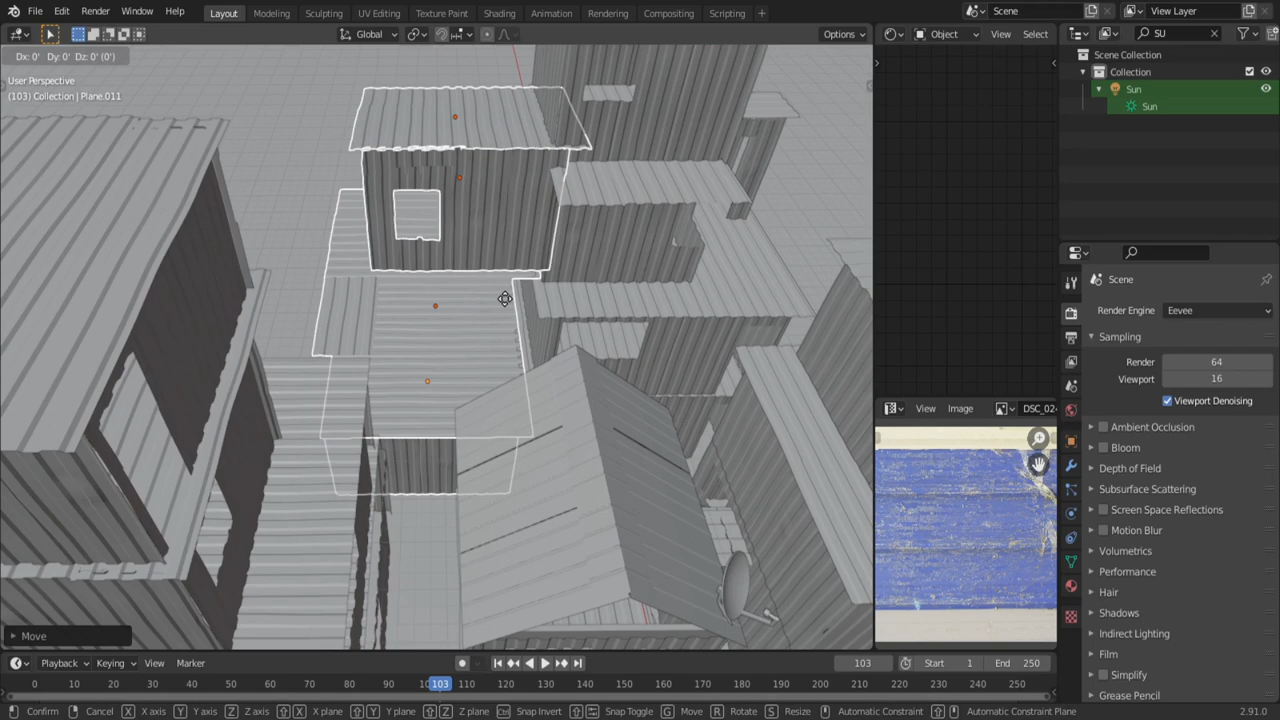 File Edit Render Window Help
Layout Modeling Sculpting UV Editing Texture Paint Shading Animation Rendering Compositing Scripting +
Scene
View Layer
Global
Options
Object View Select
SU
Dx: 0' Dy: 0' Dz: 0' (0')
User Perspective
(103) Collection | Plane.011
Scene Collection
Collection
Sun
Sun
Scene
Render Engine Eevee
Sampling
Render 64
Viewport 16
Viewport Denoising
Ambient Occlusion
Bloom
Depth of Field
Subsurface Scattering
Screen Space Reflections
Motion Blur
Volumetrics
Performance
Hair
Shadows
Indirect Lighting
Film
Simplify
Grease Pencil
View Image DSC_02
Move
Playback Keying View Marker
103 Start 1 End 250
0 10 20 30 40 50 60 70 80 90 103 110 120 130 140 150 160 170 180 190 200 210 220 230 240 250
Confirm Cancel X X axis Y Y axis Z Z axis X X plane Y Y plane Z Z plane Snap Invert Snap Toggle G Move R Rotate S Resize Automatic Constraint Automatic Constraint Plane 2.91.0